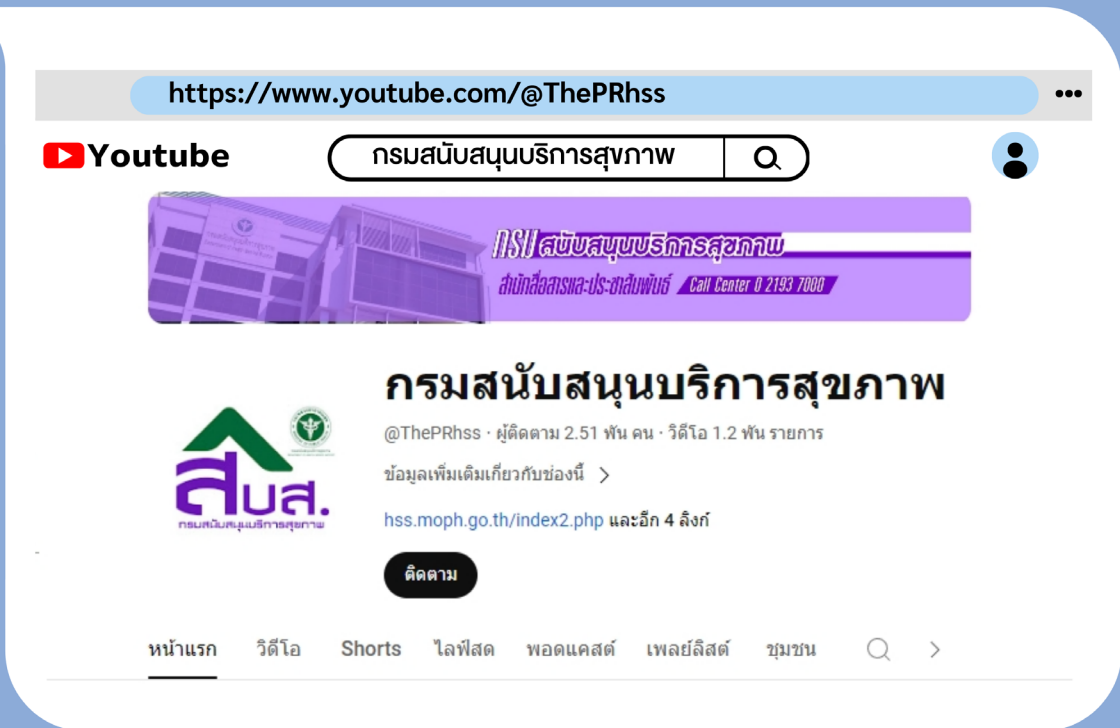 https://www.youtube.com/@ThePRhss
Youtube
กรมสนับสนุนบริการสุขภาพ
กรมสนับสนุนบริการสุขภาพ
สำนักสื่อสารและประชาสัมพันธ์ Call Center 0 2193 7000
กรมสนับสนุนบริการสุขภาพ
@ThePRhss · ผู้ติดตาม 2.51 พัน คน · วิดีโอ 1.2 พัน รายการ
ข้อมูลเพิ่มเติมเกี่ยวกับช่องนี้ >
hss.moph.go.th/index2.php และอีก 4 ลิงก์
สบส.
กรมสนับสนุนบริการสุขภาพ
ติดตาม
หน้าแรก วิดีโอ Shorts ไลฟ์สด พอดแคสต์ เพลย์ลิสต์ ชุมชน